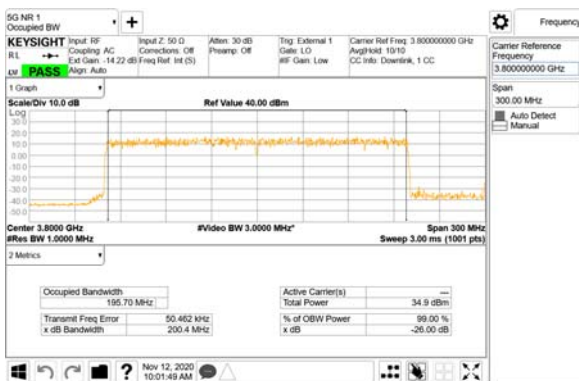 5G NR 1
Occupied BW
Frequency
KEYSIGHT
Input: RF
Coupling: AC
Ext Gain: -14.22 dB
Align: Auto
Input Z: 50 Ω
Corrections: Off
Freq Ref: Int (S)
Atten: 30 dB
Preamp: Off
Trig: External 1
Gate: LO
#IF Gain: Low
Carrier Ref Freq: 3.800000000 GHz
Avg|Hold: 10/10
CC Info: Downlink, 1 CC
RL
PASS
Carrier Reference
Frequency
3.800000000 GHz
Span
300.00 MHz
Auto Detect
Manual
1 Graph
Scale/Div 10.0 dB
Ref Value 40.00 dBm
Log
30.0
20.0
10.0
0.00
-10.0
-20.0
-30.0
-40.0
-50.0
Center 3.8000 GHz
#Video BW 3.0000 MHz*
Span 300 MHz
#Res BW 1.0000 MHz
Sweep 3.00 ms (1001 pts)
2 Metrics
Occupied Bandwidth
195.70 MHz
Transmit Freq Error
50.462 kHz
x dB Bandwidth
200.4 MHz
Active Carrier(s)
---
Total Power
34.9 dBm
% of OBW Power
99.00 %
x dB
-26.00 dB
?
Nov 12, 2020
10:01:49 AM